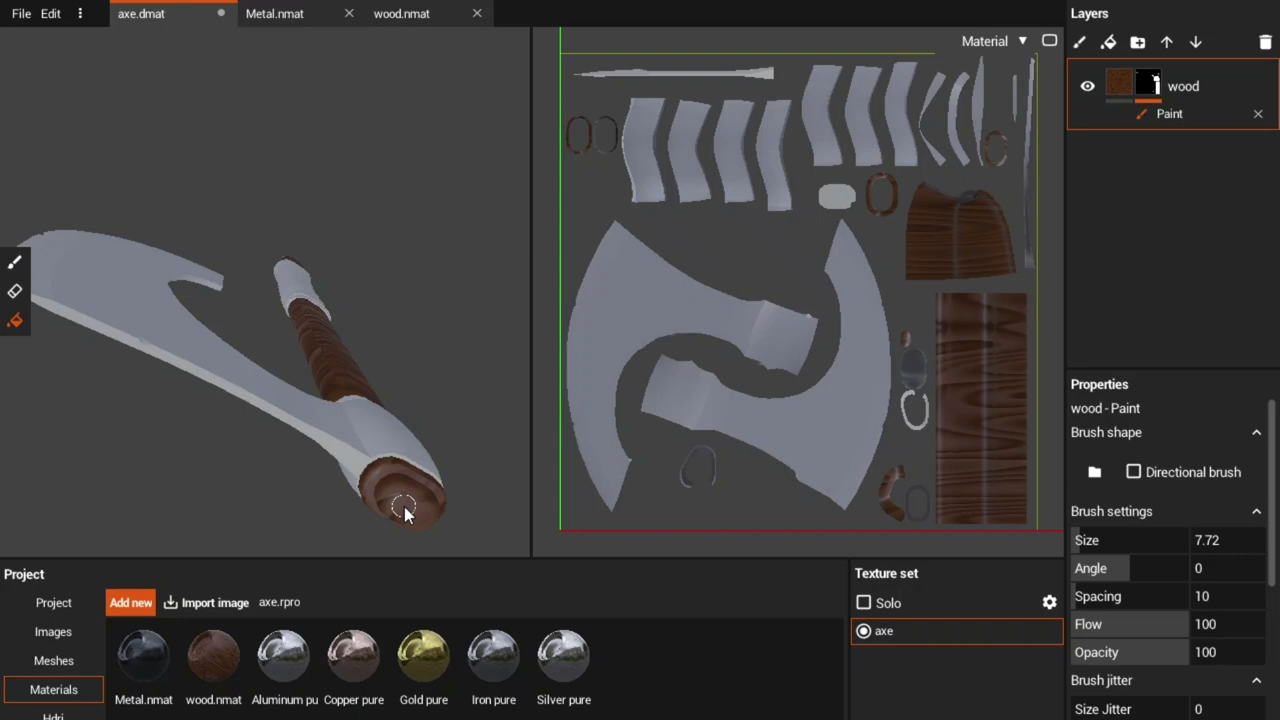 File Edit axe.dmat Metal.nmat wood.nmat
Material
Layers
wood
Paint
Properties
wood - Paint
Brush shape
Directional brush
Brush settings
Size 7.72
Angle 0
Spacing 10
Flow 100
Opacity 100
Brush jitter
Size Jitter 0
Project
Project
Images
Meshes
Materials
Hdri
Add new Import image axe.rpro
Metal.nmat wood.nmat Aluminum pu Copper pure Gold pure Iron pure Silver pure
Texture set
Solo
axe